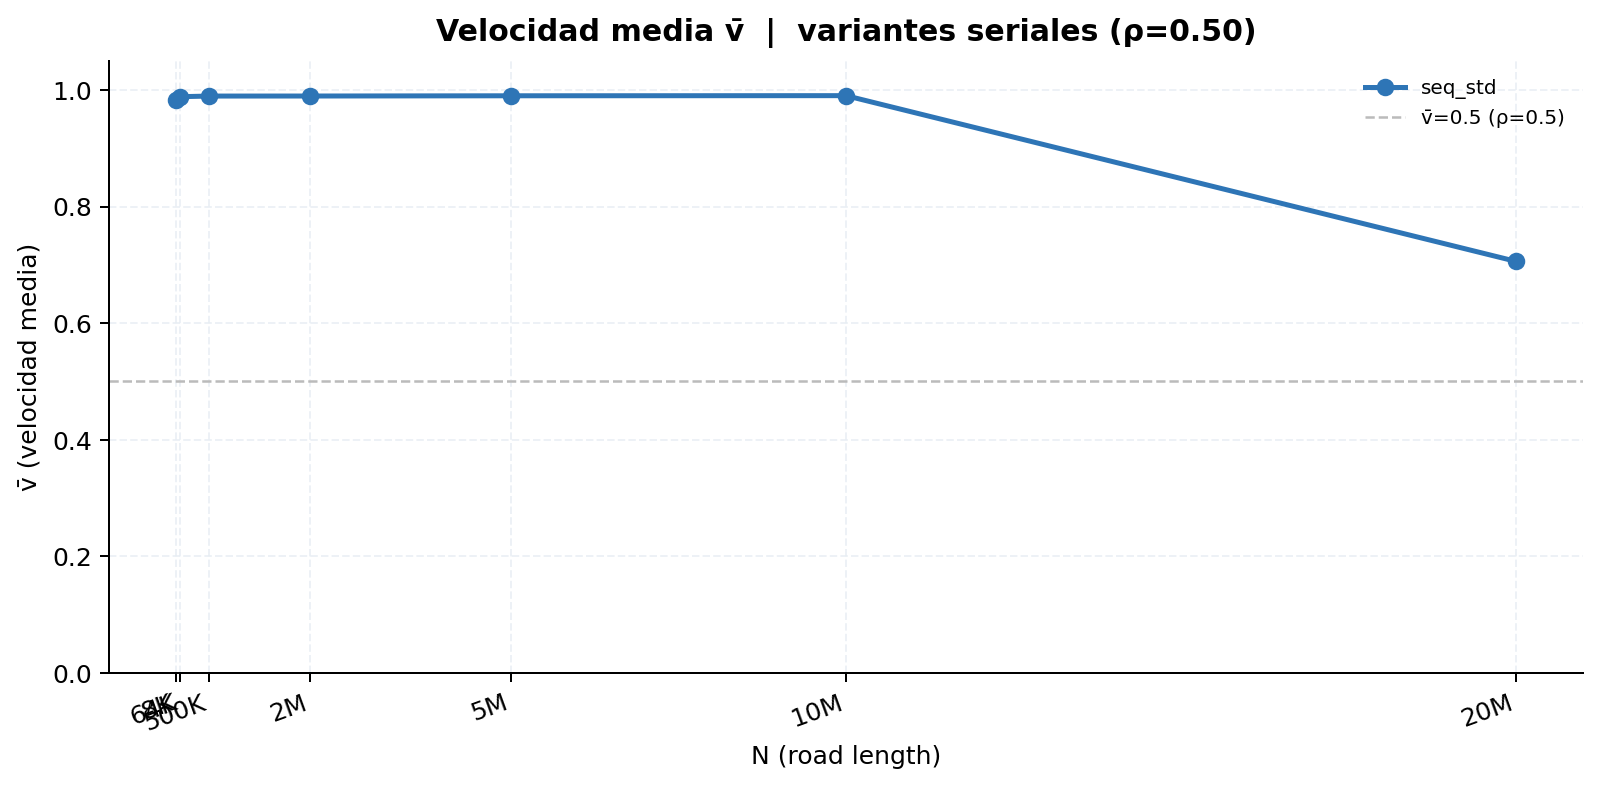 Velocidad media v̄ | variantes seriales (ρ=0.50)
seq_std
v̄=0.5 (ρ=0.5)
v̄ (velocidad media)
1.0
0.8
0.6
0.4
0.2
0.0
500K
2M
5M
10M
20M
N (road length)